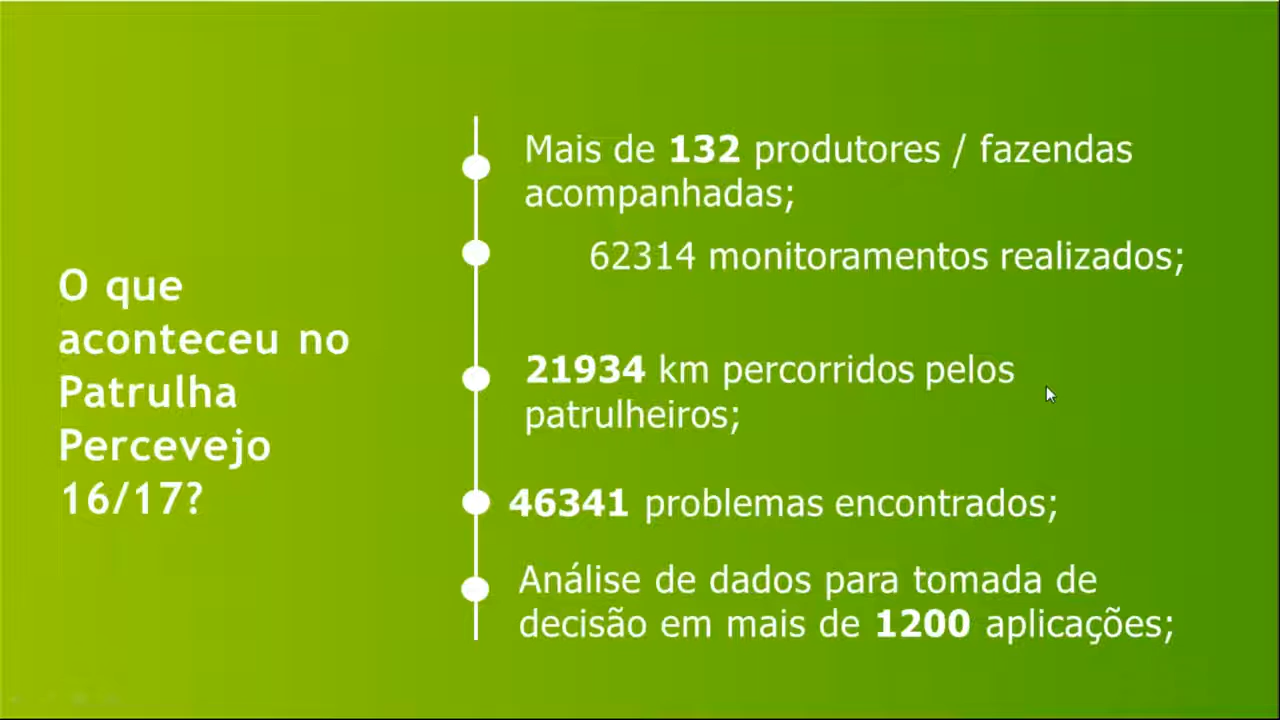 O que
aconteceu no
Patrulha
Percevejo
16/17?
Mais de 132 produtores / fazendas
acompanhadas;
62314 monitoramentos realizados;
21934 km percorridos pelos
patrulheiros;
46341 problemas encontrados;
Análise de dados para tomada de
decisão em mais de 1200 aplicações;